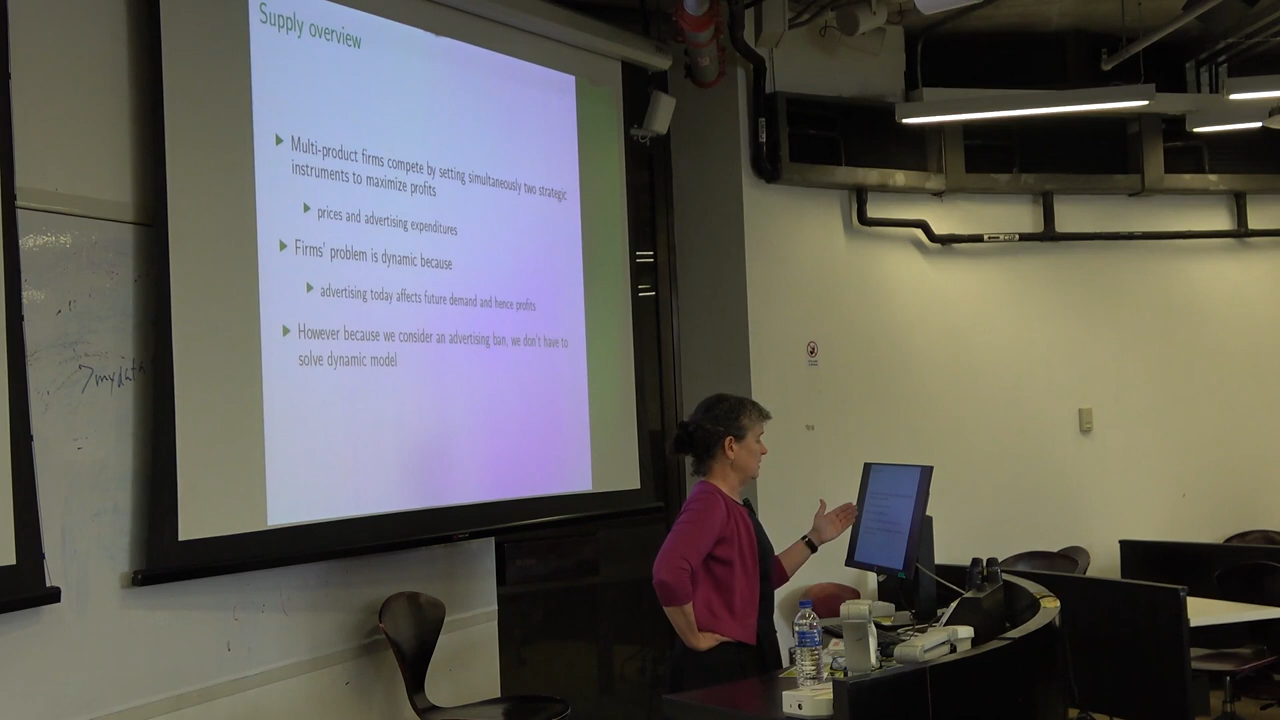 Supply overview
Multi-product firms compete by setting simultaneously two strategic
instruments to maximize profits
prices and advertising expenditures
Firms' problem is dynamic because
advertising today affects future demand and hence profits
However because we consider an advertising ban, we don't have to
solve dynamic model
>mydata